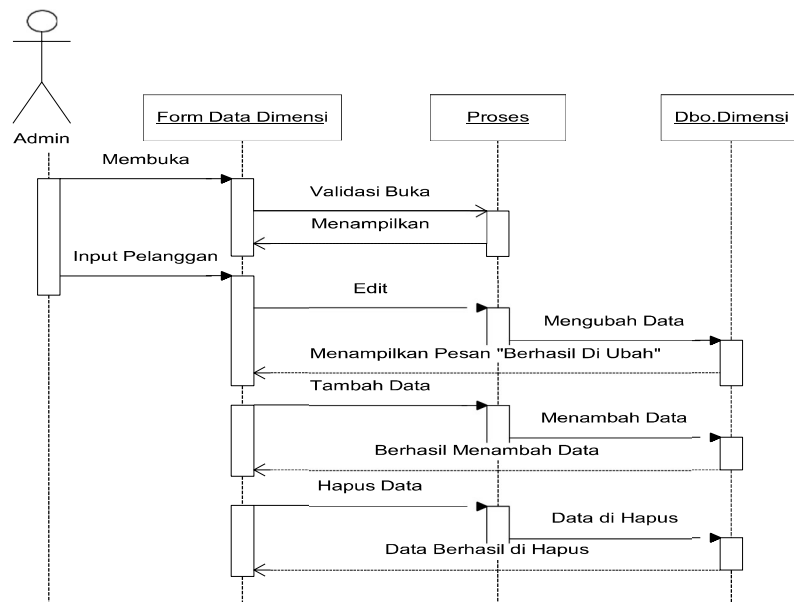 Form Data Dimensi
Proses
Dbo.Dimensi
Admin
Membuka
Validasi Buka
Menampilkan
Input Pelanggan
Edit
Mengubah Data
Menampilkan Pesan "Berhasil Di Ubah"
Tambah Data
Menambah Data
Berhasil Menambah Data
Hapus Data
Data di Hapus
Data Berhasil di Hapus